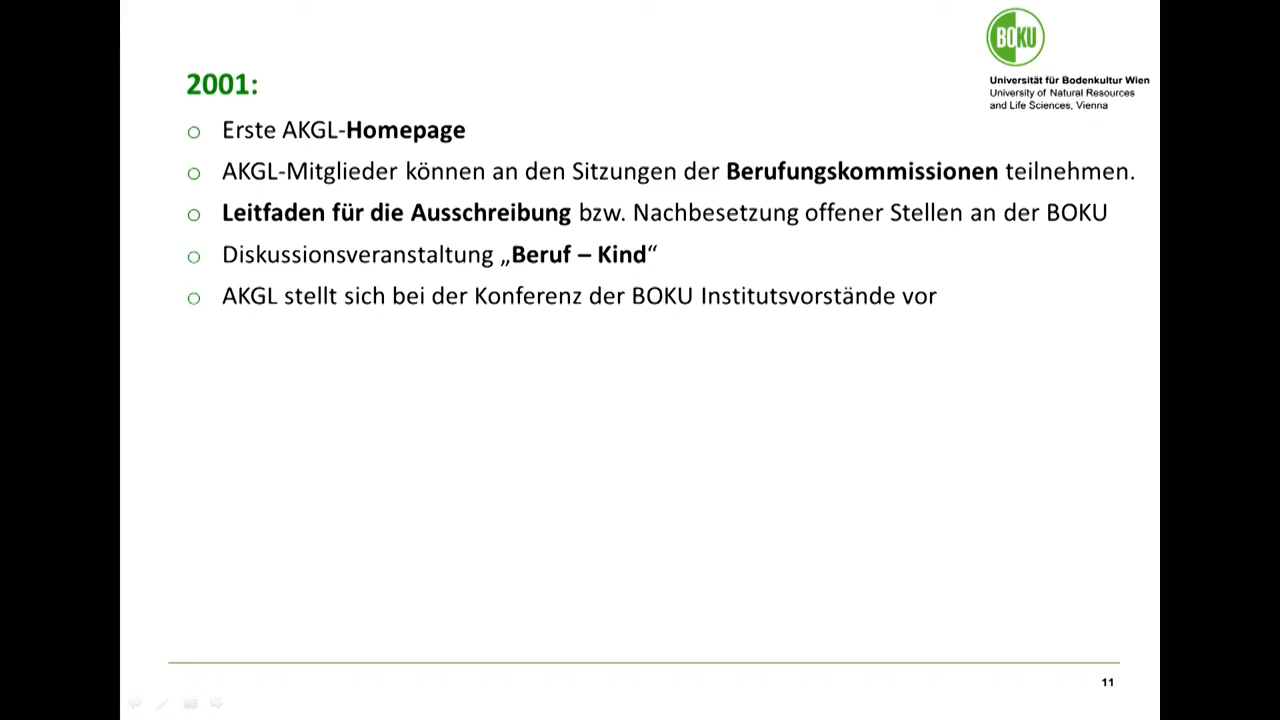 BOKU
Universität für Bodenkultur Wien
University of Natural Resources
and Life Sciences, Vienna
2001:
Erste AKGL-Homepage
AKGL-Mitglieder können an den Sitzungen der Berufungskommissionen teilnehmen.
Leitfaden für die Ausschreibung bzw. Nachbesetzung offener Stellen an der BOKU
Diskussionsveranstaltung „Beruf – Kind“
AKGL stellt sich bei der Konferenz der BOKU Institutsvorstände vor
11